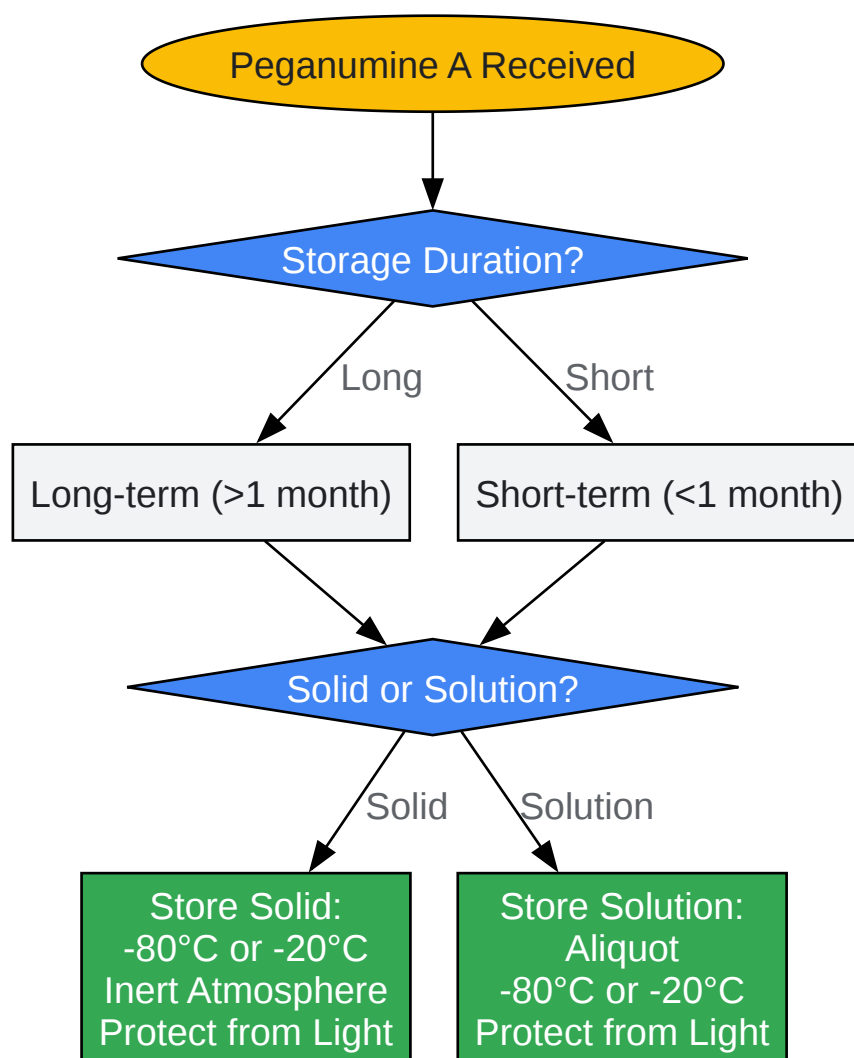 Peganumine A Received
Storage Duration?
Long
Short
Long-term (>1 month)
Short-term (<1 month)
Solid or Solution?
Solid
Solution
Store Solid:
-80°C or -20°C
Inert Atmosphere
Protect from Light
Store Solution:
Aliquot
-80°C or -20°C
Protect from Light